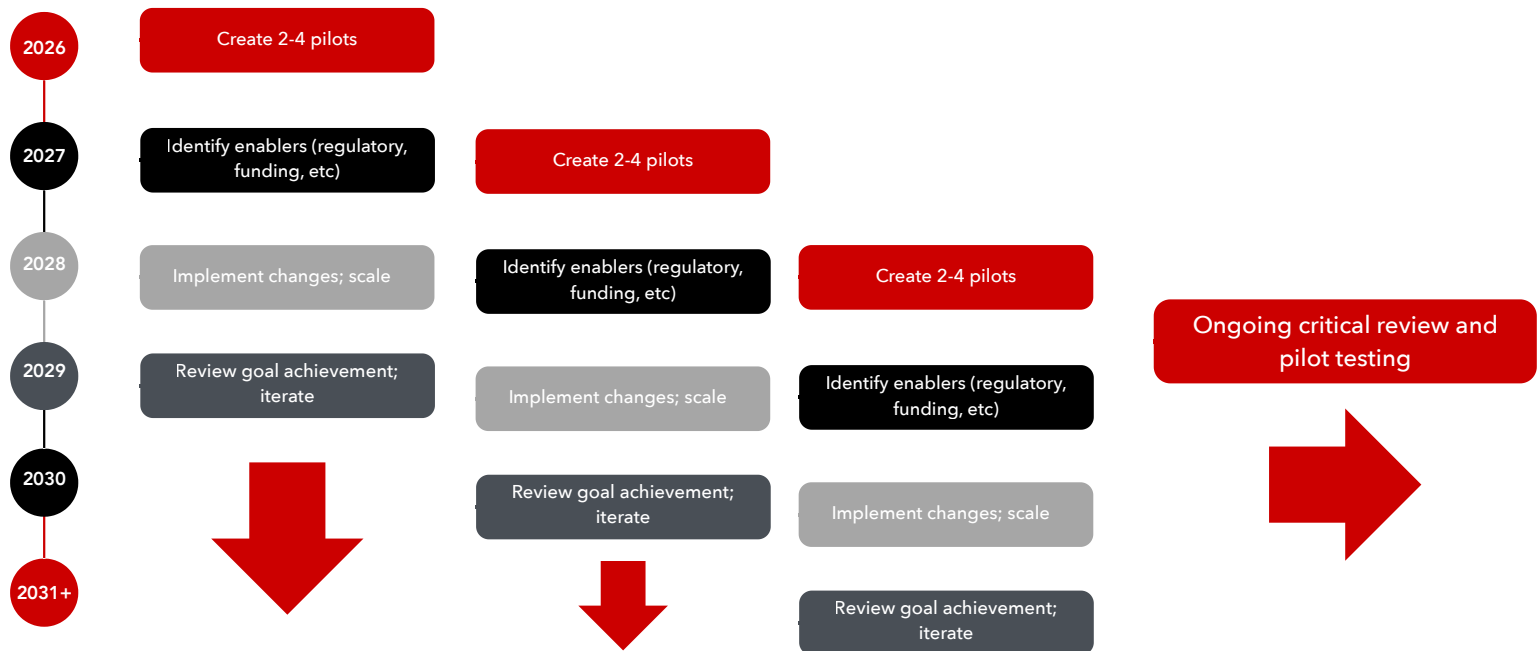 2026
Create 2-4 pilots
2027
Identify enablers (regulatory,
funding, etc)
Create 2-4 pilots
2028
Implement changes; scale
Identify enablers (regulatory,
funding, etc)
Create 2-4 pilots
Ongoing critical review and
pilot testing
2029
Review goal achievement;
iterate
Implement changes; scale
Identify enablers (regulatory,
funding, etc)
2030
Review goal achievement;
iterate
Implement changes; scale
2031+
Review goal achievement;
iterate